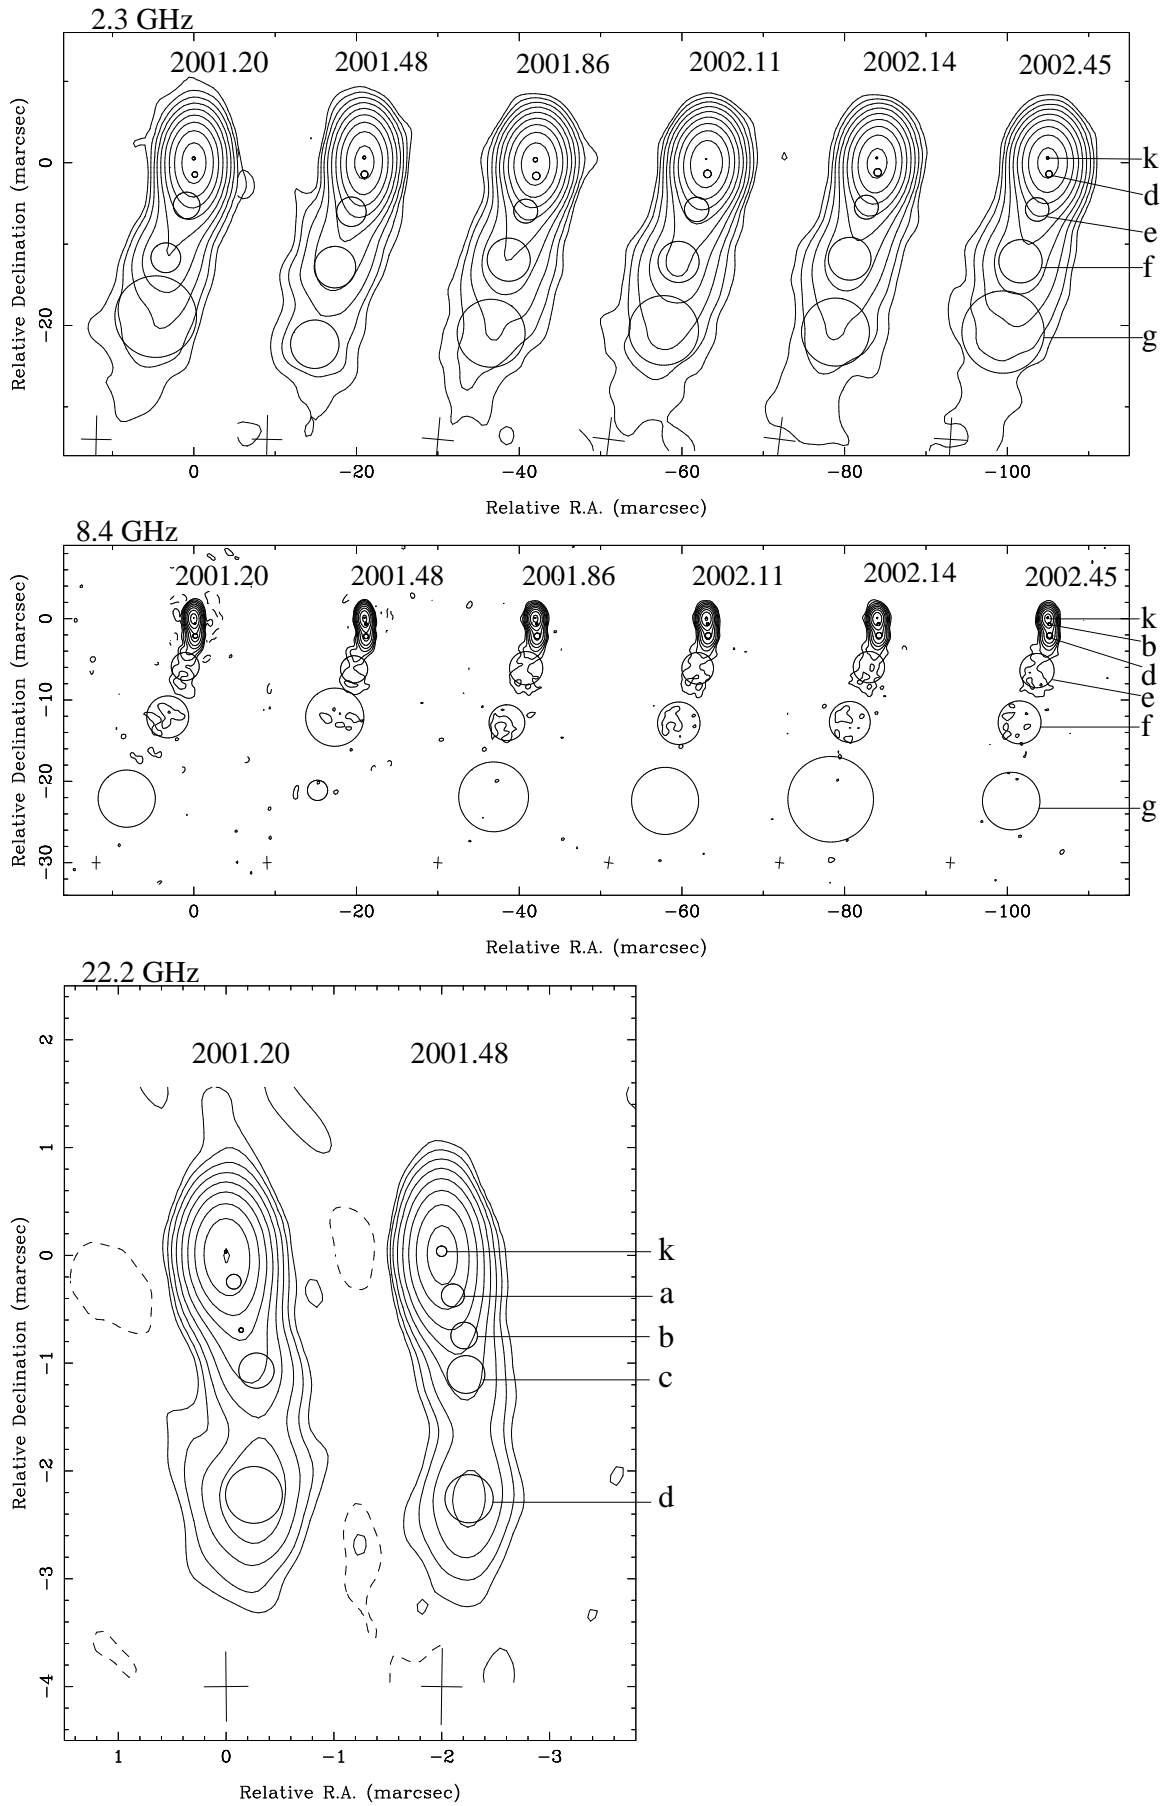 2.3 GHz
2001.20 2001.48 2001.86 2002.11 2002.14 2002.45
Relative Declination (marcsec)
0
−20
k
d
e
f
g
0 −20 −40 −60 −80 −100
Relative R.A. (marcsec)
8.4 GHz
2001.20 2001.48 2001.86 2002.11 2002.14 2002.45
Relative Declination (marcsec)
0
−10
−20
−30
k
b
d
e
f
g
0 −20 −40 −60 −80 −100
Relative R.A. (marcsec)
22.2 GHz
2001.20 2001.48
Relative Declination (marcsec)
2
1
0
−1
−2
−3
−4
k
a
b
c
d
1 0 −1 −2 −3
Relative R.A. (marcsec)